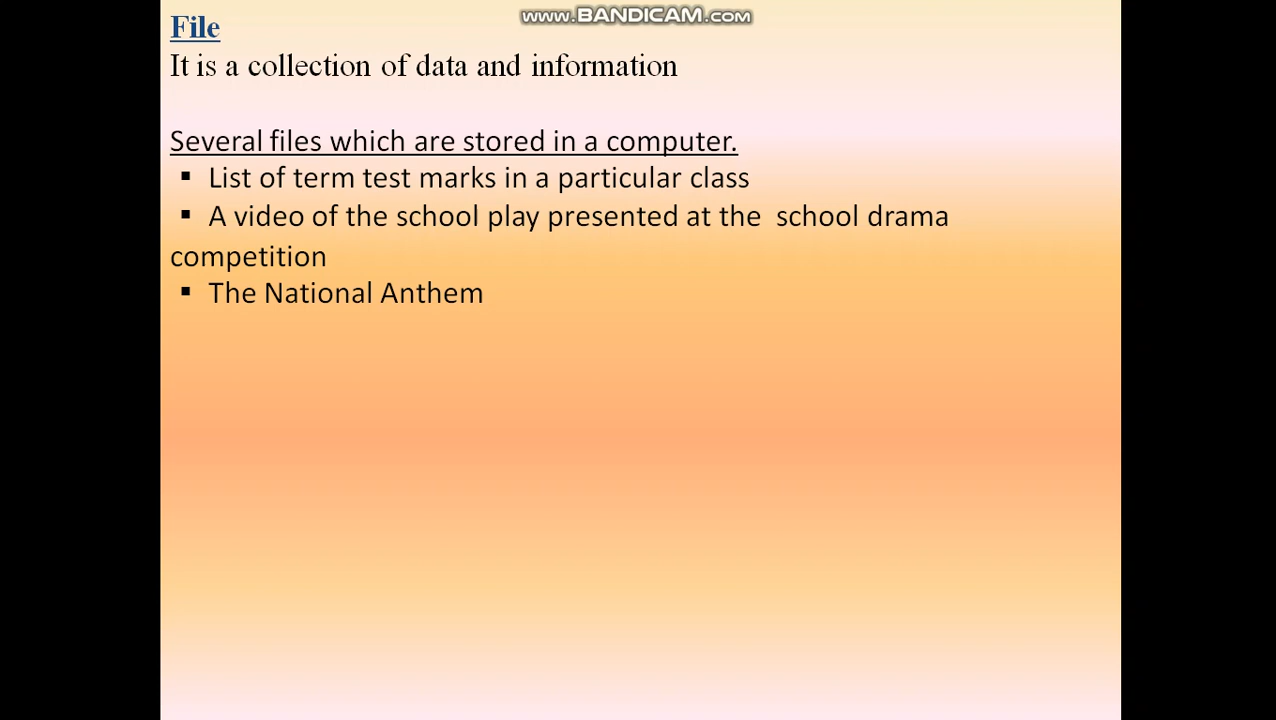 www.BANDICAM.com
File
It is a collection of data and information
Several files which are stored in a computer.
▪ List of term test marks in a particular class
▪ A video of the school play presented at the school drama
competition
▪ The National Anthem